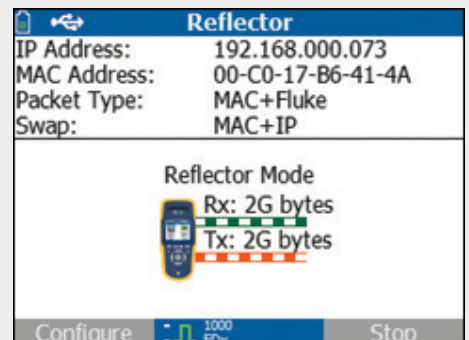 Reflector
IP Address: 192.168.000.073
MAC Address: 00-C0-17-B6-41-4A
Packet Type: MAC+Fluke
Swap: MAC+IP
Reflector Mode
Rx: 2G bytes
Tx: 2G bytes
Configure 1000 Stop